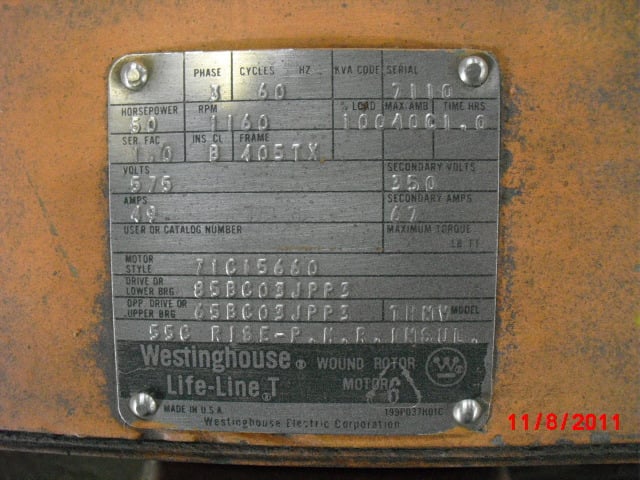 PHASE CYCLES HZ KVA CODE SERIAL
3 60 7110
HORSEPOWER RPM % LOAD MAX AMB TIME HRS
50 1160 100 40C 1.0
SER. FAC INS CL FRAME
1.0 B 405TX
VOLTS SECONDARY VOLTS
575 350
AMPS SECONDARY AMPS
49 67
USER OR CATALOG NUMBER MAXIMUM TORQUE
LB FT
MOTOR STYLE 71C15660
DRIVE OR LOWER BRG 85BC03JPP3
OPP. DRIVE OR UPPER BRG 65BC03JPP3 MODEL
55C RISE-P.H.R.INSUL.
Westinghouse® WOUND ROTOR W
Life-Line® T MOTOR
MADE IN U.S.A. 199P037H01C
Westinghouse Electric Corporation
11/8/2011